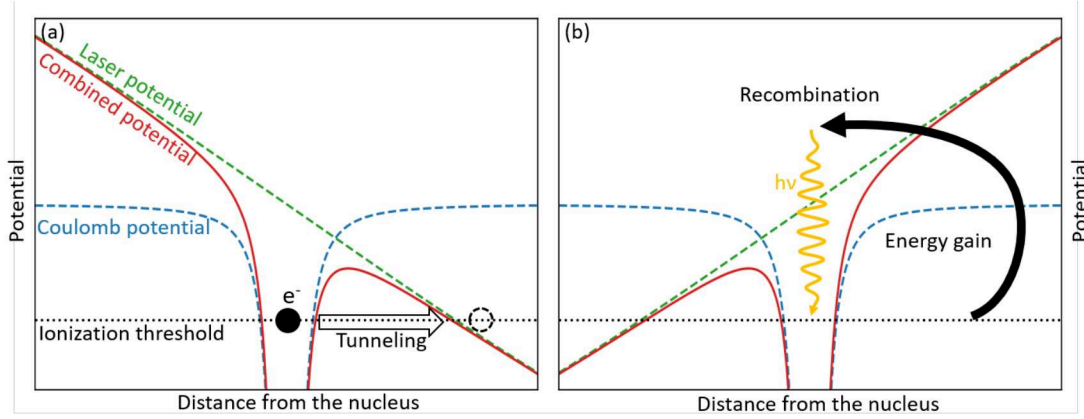 (a)
Laser potential
Combined potential
Coulomb potential
e-
Ionization threshold
Tunneling
Potential
Distance from the nucleus
(b)
Recombination
hν
Energy gain
Potential
Distance from the nucleus